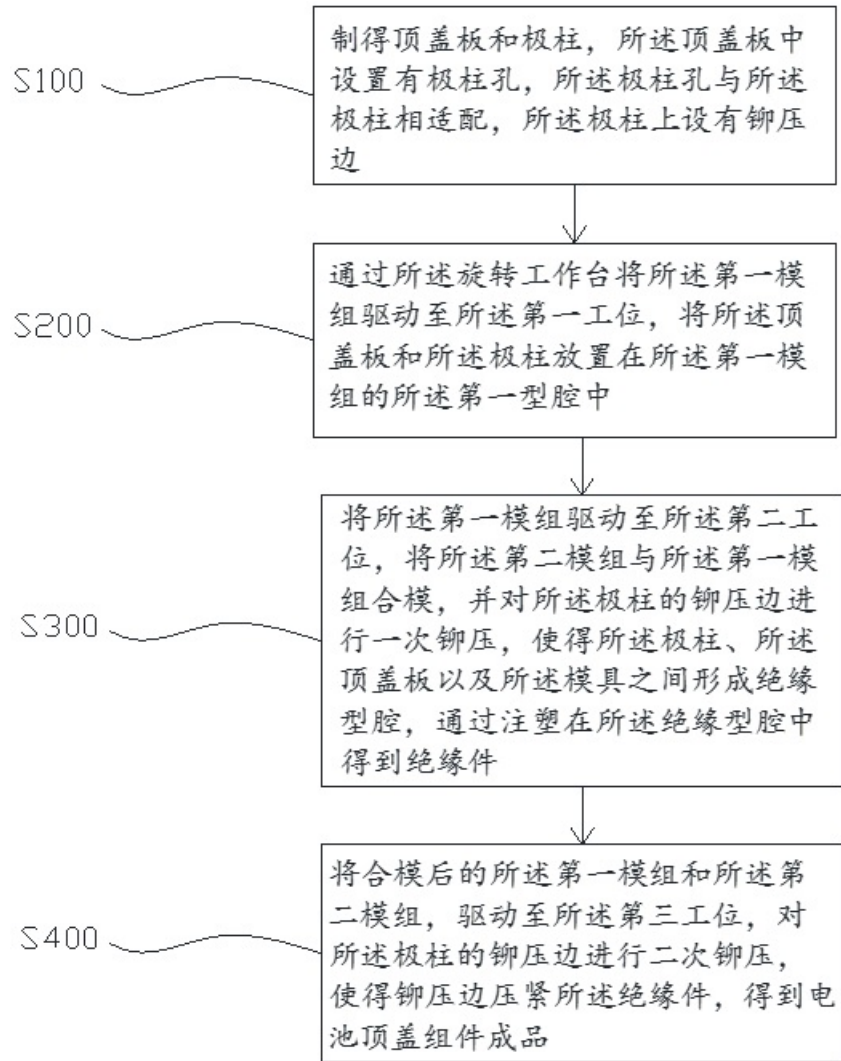 制得顶盖板和极柱，所述顶盖板中
设置有极柱孔，所述极柱孔与所述
极柱相适配，所述极柱上设有铆压
边
S100
通过所述旋转工作台将所述第一模
组驱动至所述第一工位，将所述顶
盖板和所述极柱放置在所述第一模
组的所述第一型腔中
S200
将所述第一模组驱动至所述第二工
位，将所述第二模组与所述第一模
组合模，并对所述极柱的铆压边进
行一次铆压，使得所述极柱、所述
顶盖板以及所述模具之间形成绝缘
型腔，通过注塑在所述绝缘型腔中
得到绝缘件
S300
将合模后的所述第一模组和所述第
二模组，驱动至所述第三工位，对
所述极柱的铆压边进行二次铆压，
使得铆压边压紧所述绝缘件，得到电
池顶盖组件成品
S400